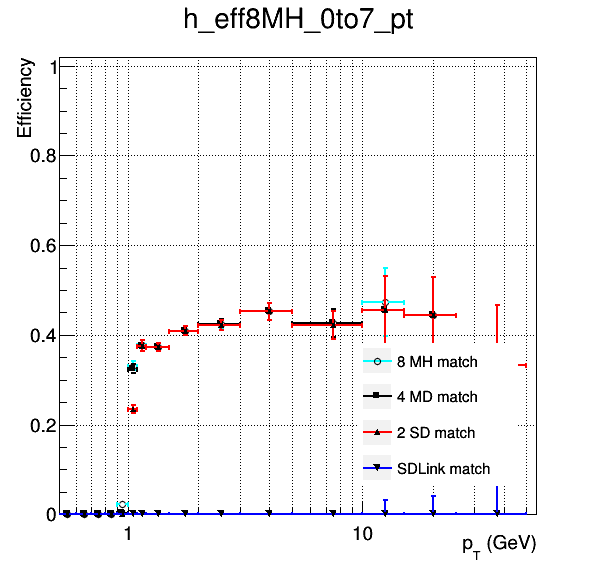 h_eff8MH_0to7_pt
Efficiency
1
0.8
0.6
0.4
0.2
0
8 MH match
4 MD match
2 SD match
SDLink match
1
10
p_T (GeV)